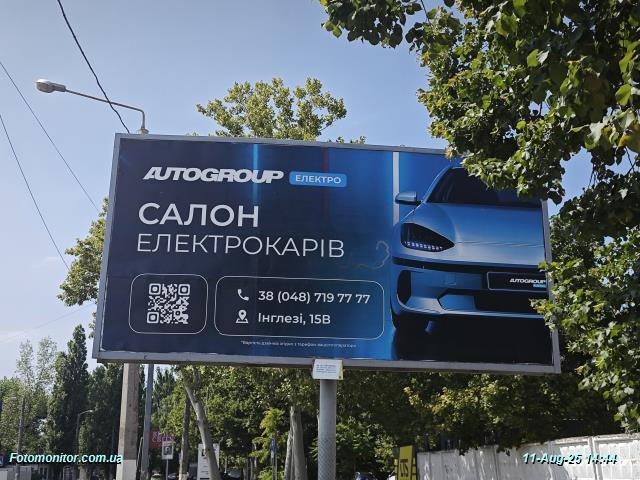 AUTOGROUP ЕЛЕКТРО
САЛОН
ЕЛЕКТРОКАРІВ
38 (048) 719 77 77
Інглезі, 15В
AUTOGROUP
Fotomonitor.com.ua
11-Aug-25 14:44